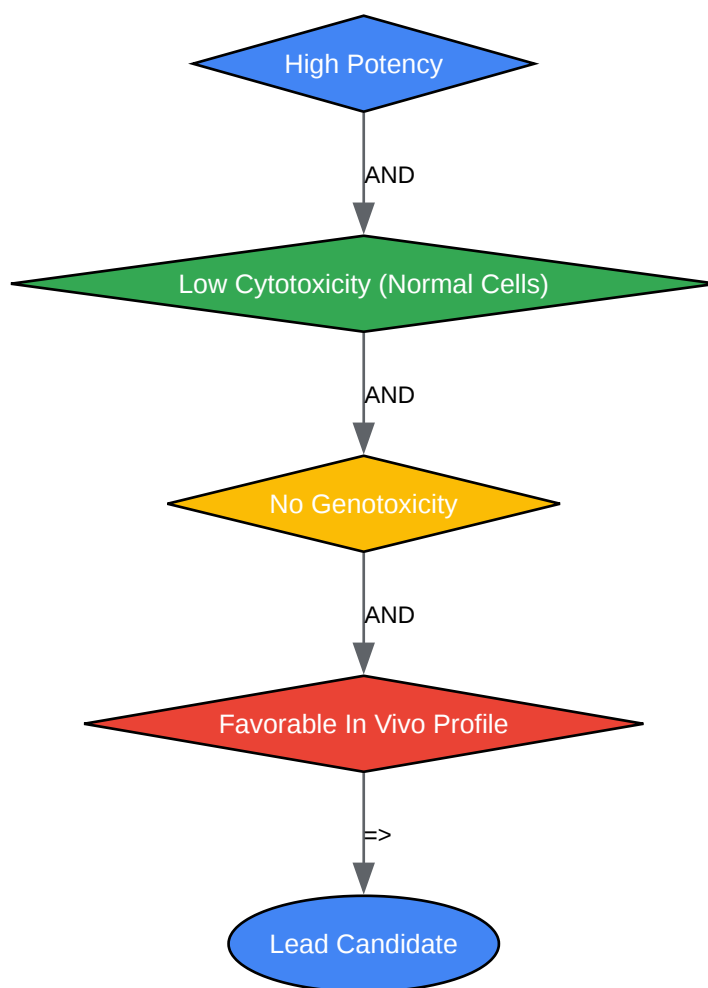 High Potency
AND
Low Cytotoxicity (Normal Cells)
AND
No Genotoxicity
AND
Favorable In Vivo Profile
=>
Lead Candidate